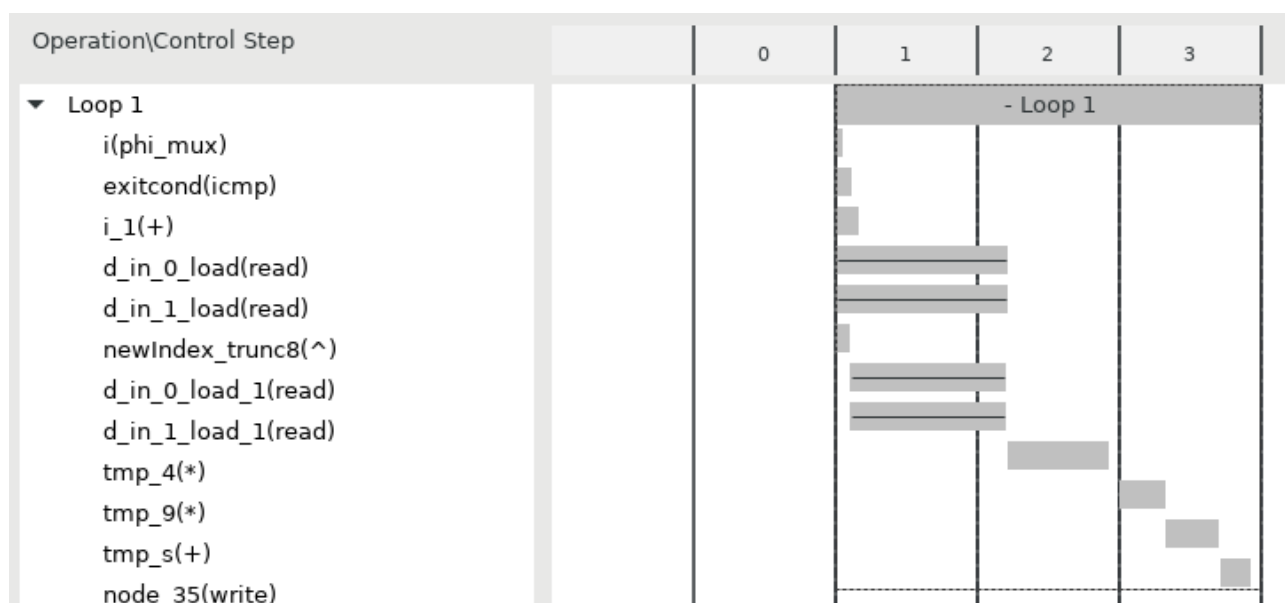 Operation\Control Step
0 1 2 3
Loop 1
- Loop 1
i(phi_mux)
exitcond(icmp)
i_1(+)
d_in_0_load(read)
d_in_1_load(read)
newIndex_trunc8(^)
d_in_0_load_1(read)
d_in_1_load_1(read)
tmp_4(*)
tmp_9(*)
tmp_s(+)
node_35(write)